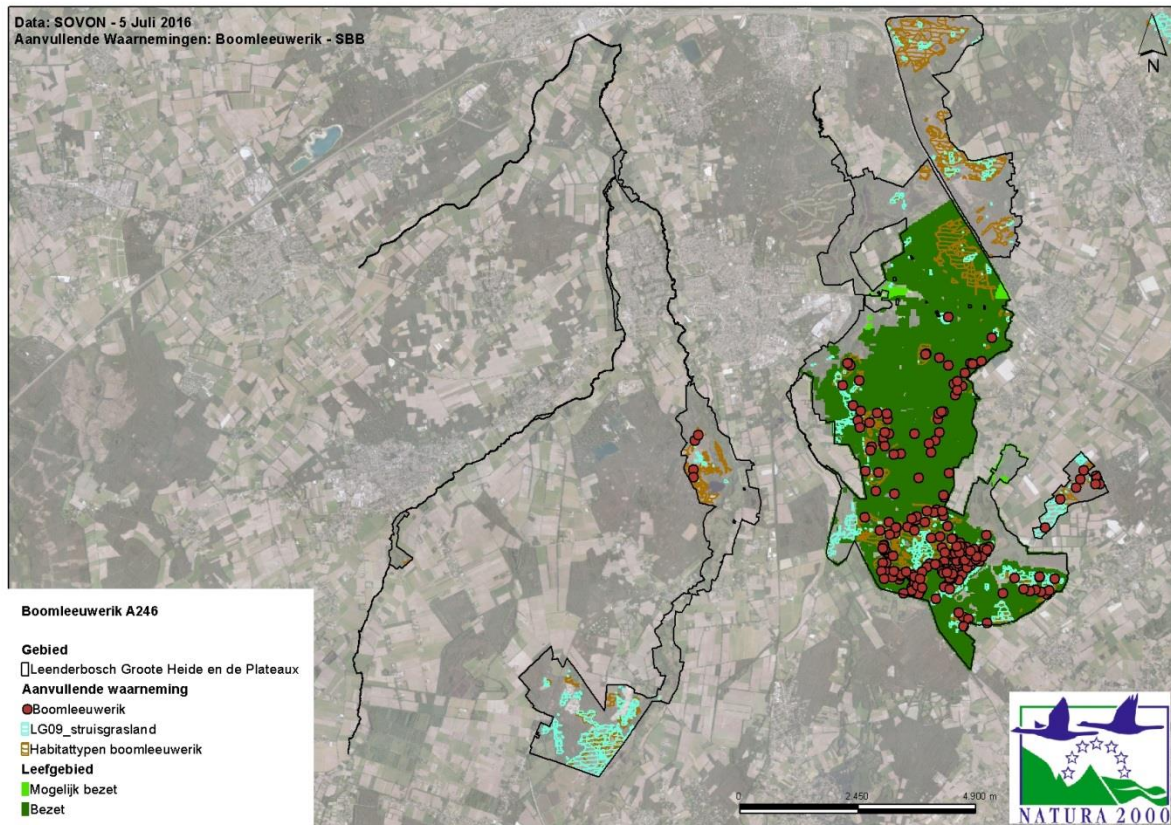 Data: SOVON - 5 Juli 2016
Aanvullende Waarnemingen: Boomleeuwerik - SBB
N
Boomleeuwerik A246
Gebied
Leenderbosch Groote Heide en de Plateaux
Aanvullende waarneming
Boomleeuwerik
LG09_struisgrasland
Habitattypen boomleeuwerik
Leefgebied
Mogelijk bezet
Bezet
0 2.450 4.900 m
NATURA 2000